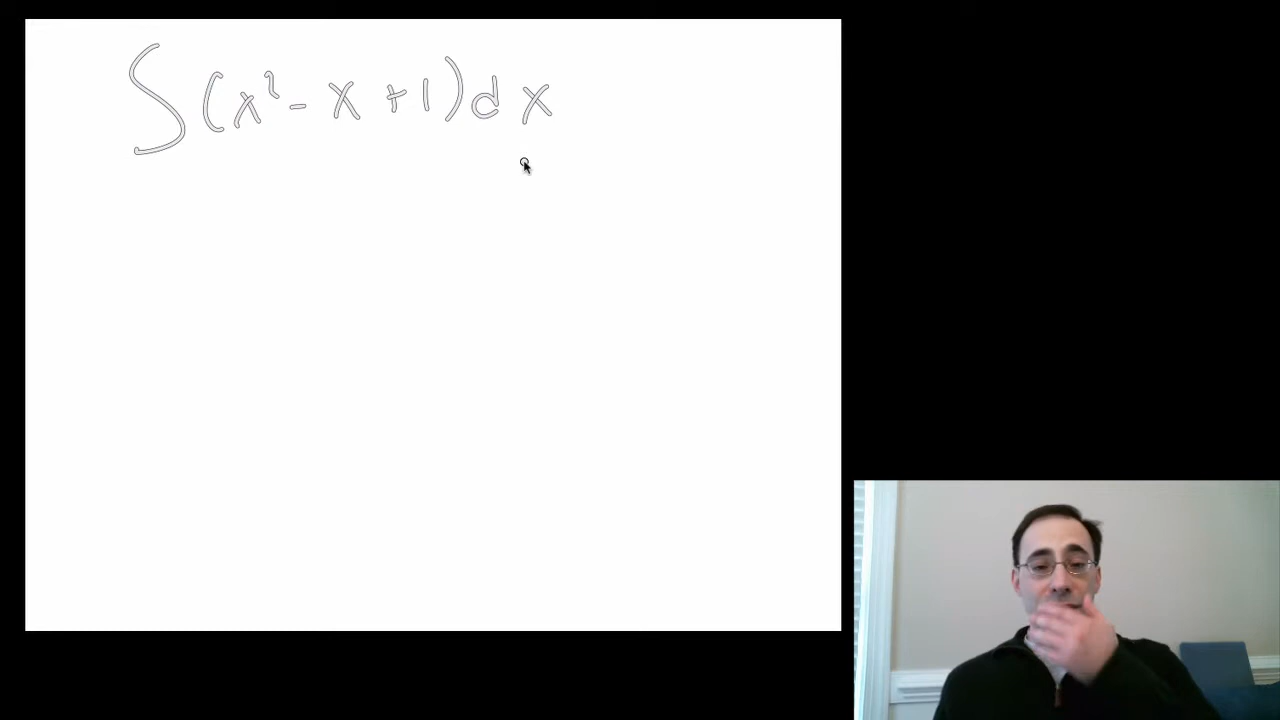 ∫(x² - x + 1)dx